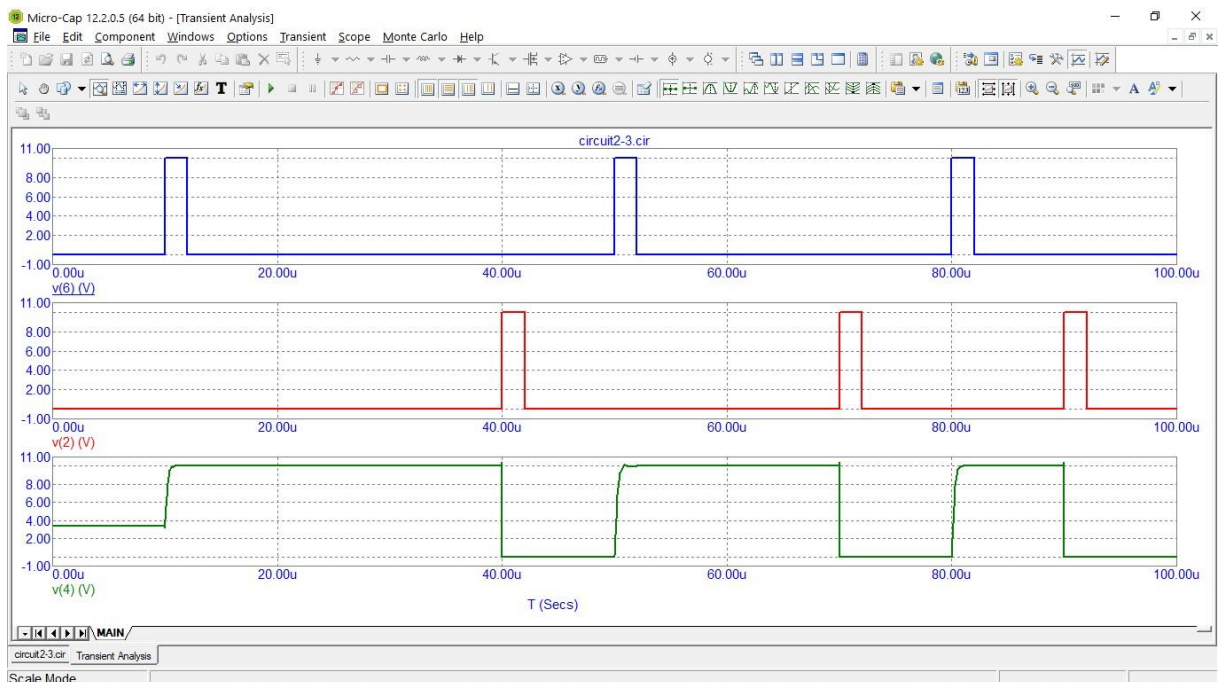 Micro-Cap 12.2.0.5 (64 bit) - [Transient Analysis]
File Edit Component Windows Options Transient Scope Monte Carlo Help
T
A
circuit2-3.cir
11.00
8.00
6.00
4.00
2.00
-1.00
0.00u 20.00u 40.00u 60.00u 80.00u 100.00u
v(6) (V)
11.00
8.00
6.00
4.00
2.00
-1.00
0.00u 20.00u 40.00u 60.00u 80.00u 100.00u
v(2) (V)
11.00
8.00
6.00
4.00
2.00
-1.00
0.00u 20.00u 40.00u 60.00u 80.00u 100.00u
v(4) (V)
T (Secs)
MAIN
circuit2-3.cir Transient Analysis
Scale Mode